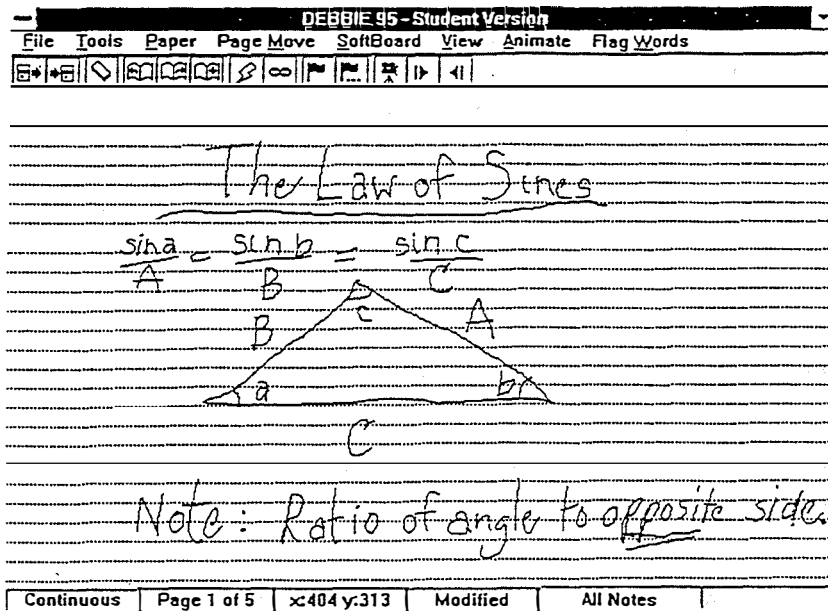 DEBBIE 95 - Student Version
File Tools Paper Page Move SoftBoard View Animate Flag Words
The Law of Sines
sin a = sin b = sin c
A B C
c
B A
a b
C
Note: Ratio of angle to opposite side.
Continuous Page 1 of 5 x:404 y:313 Modified All Notes